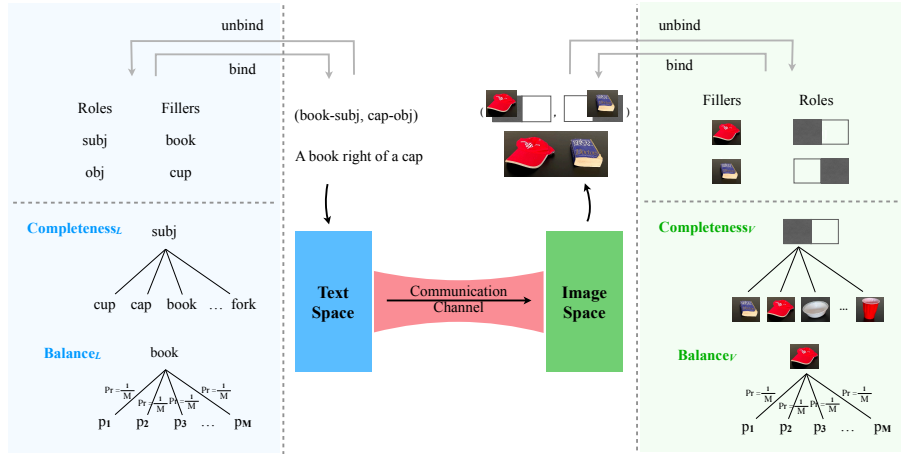 unbind
bind
Roles Fillers
subj book
obj cup
(book-subj, cap-obj)
A book right of a cap
unbind
bind
( , )
Fillers Roles
Completeness_L
subj
cup cap book … fork
Balance_L
book
Pr = 1/M Pr = 1/M Pr = 1/M Pr = 1/M
p1 p2 p3 … pM
Text
Space
Communication
Channel
Image
Space
Completeness_V
...
Balance_V
Pr = 1/M Pr = 1/M Pr = 1/M Pr = 1/M
p1 p2 p3 … pM